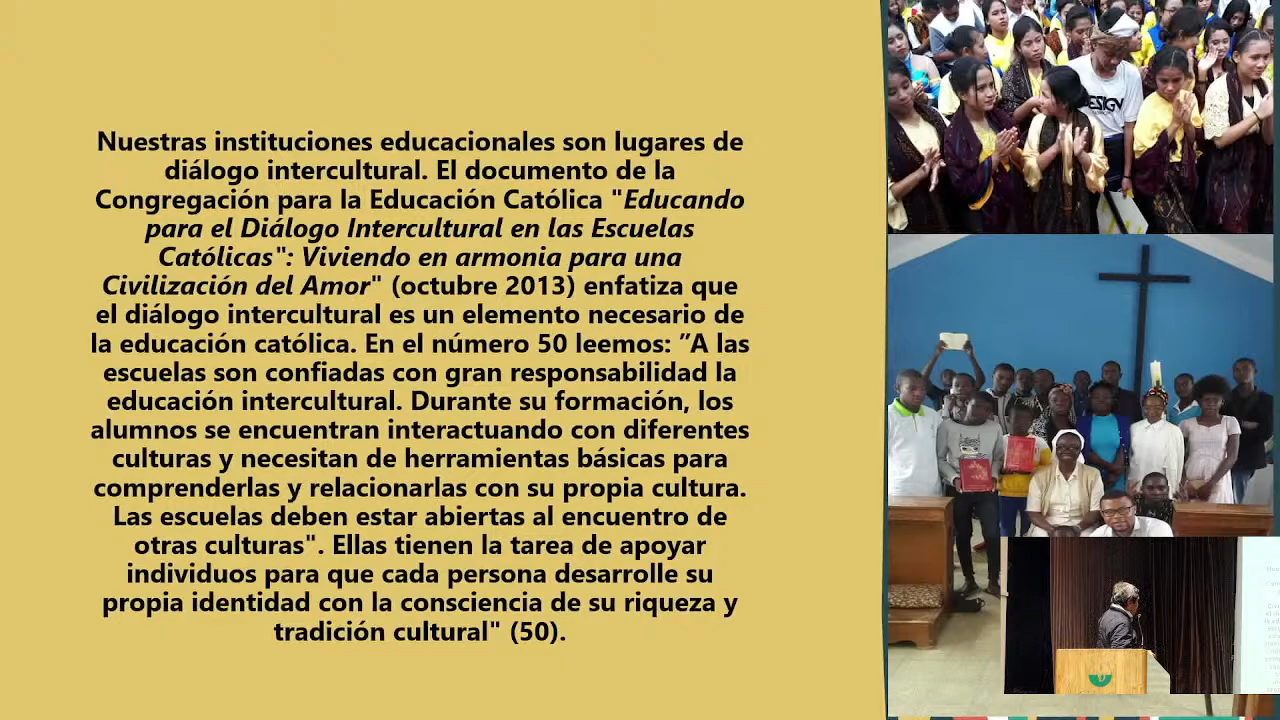 Nuestras instituciones educacionales son lugares de
diálogo intercultural. El documento de la
Congregación para la Educación Católica "Educando
para el Diálogo Intercultural en las Escuelas
Católicas": Viviendo en armonia para una
Civilización del Amor" (octubre 2013) enfatiza que
el diálogo intercultural es un elemento necesario de
la educación católica. En el número 50 leemos: ”A las
escuelas son confiadas con gran responsabilidad la
educación intercultural. Durante su formación, los
alumnos se encuentran interactuando con diferentes
culturas y necesitan de herramientas básicas para
comprenderlas y relacionarlas con su propia cultura.
Las escuelas deben estar abiertas al encuentro de
otras culturas". Ellas tienen la tarea de apoyar
individuos para que cada persona desarrolle su
propia identidad con la consciencia de su riqueza y
tradición cultural" (50).
DESIGN